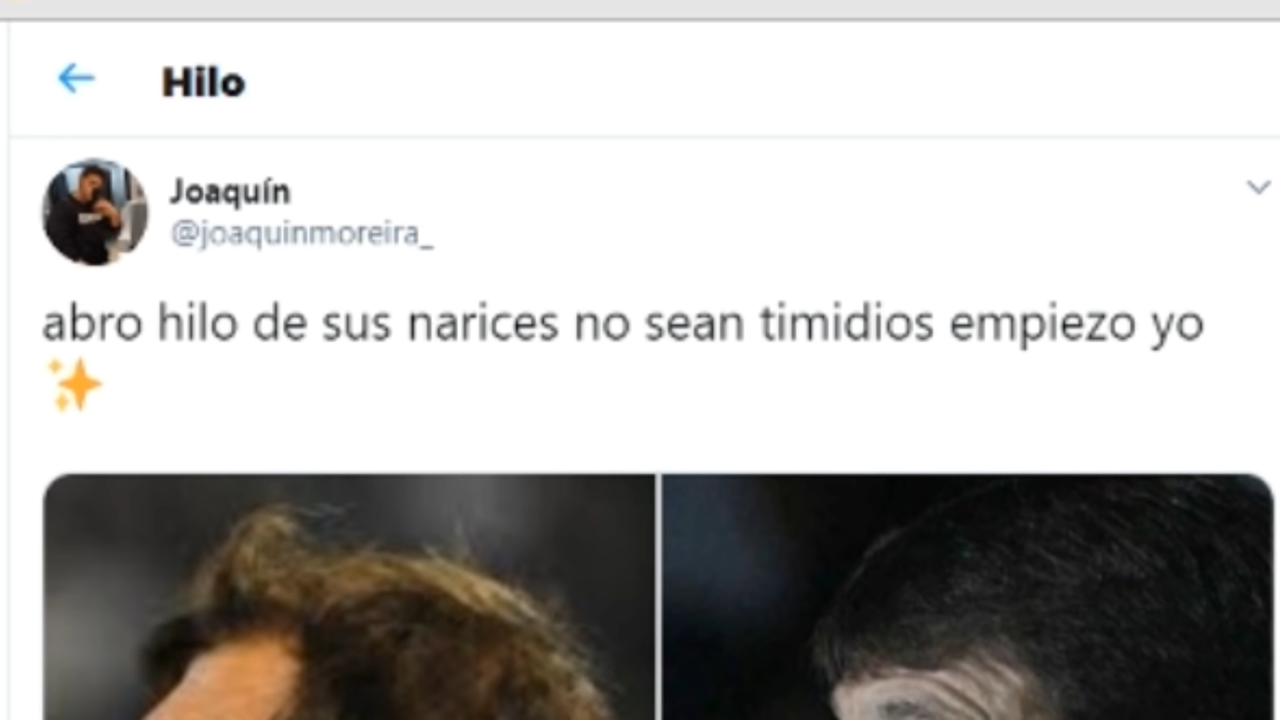 Hilo
Joaquín
@joaquinmoreira_
abro hilo de sus narices no sean timidios empiezo yo
✨